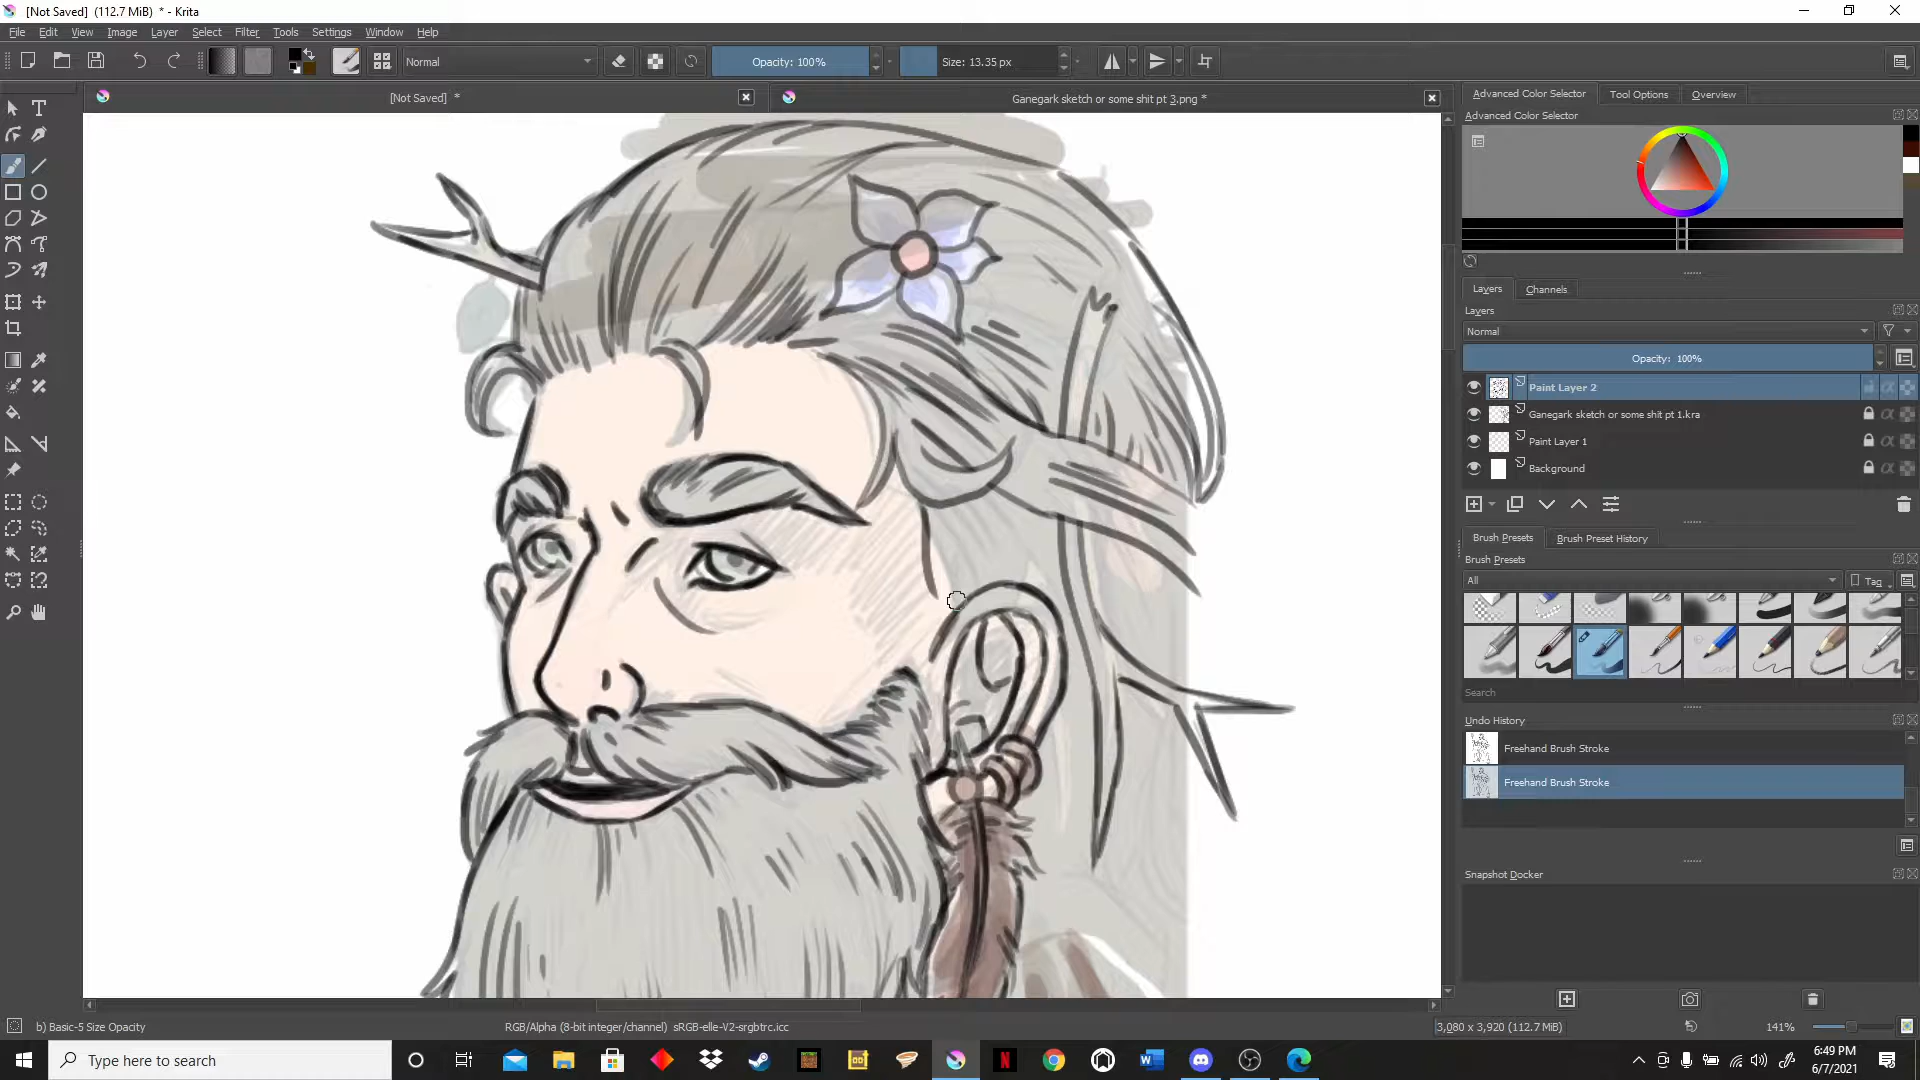 [Not Saved]  (112.7 MiB)  * - Krita
File Edit View Image Layer Select Filter Tools Settings Window Help
Normal
Opacity: 100%
Size: 13.35 px
[Not Saved]  *
Ganegark sketch or some shit pt 3.png *
Advanced Color Selector
Tool Options
Overview
Advanced Color Selector
Layers
Channels
Layers
Normal
Opacity:  100%
Paint Layer 2
Ganegark sketch or some shit pt 1.kra
Paint Layer 1
Background
Brush Presets
Brush Preset History
Brush Presets
All
Tag
Search
Undo History
Freehand Brush Stroke
Freehand Brush Stroke
Snapshot Docker
b) Basic-5 Size Opacity
RGB/Alpha (8-bit integer/channel)  sRGB-elle-V2-srgbtrc.icc
3,080 x 3,920 (112.7 MiB)
141%
Type here to search
6:49 PM
6/7/2021